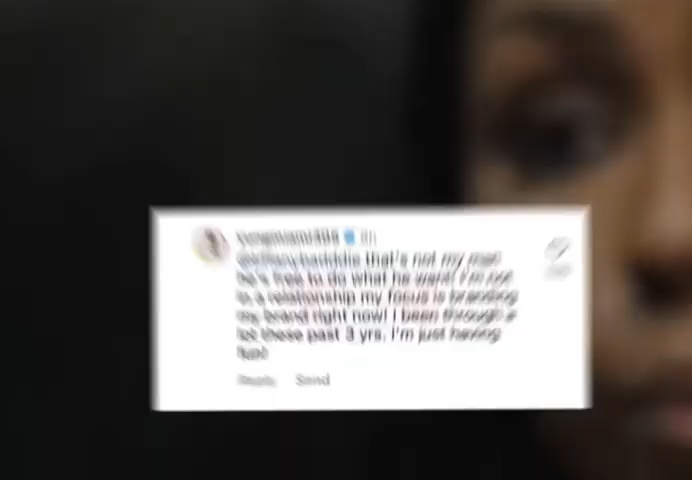 that's not my man
he's free to do what he want! I'm not
in a relationship my focus is branding
my brand right now! I been through a
lot these past 3 yrs. I'm just having
fun!
Reply Send